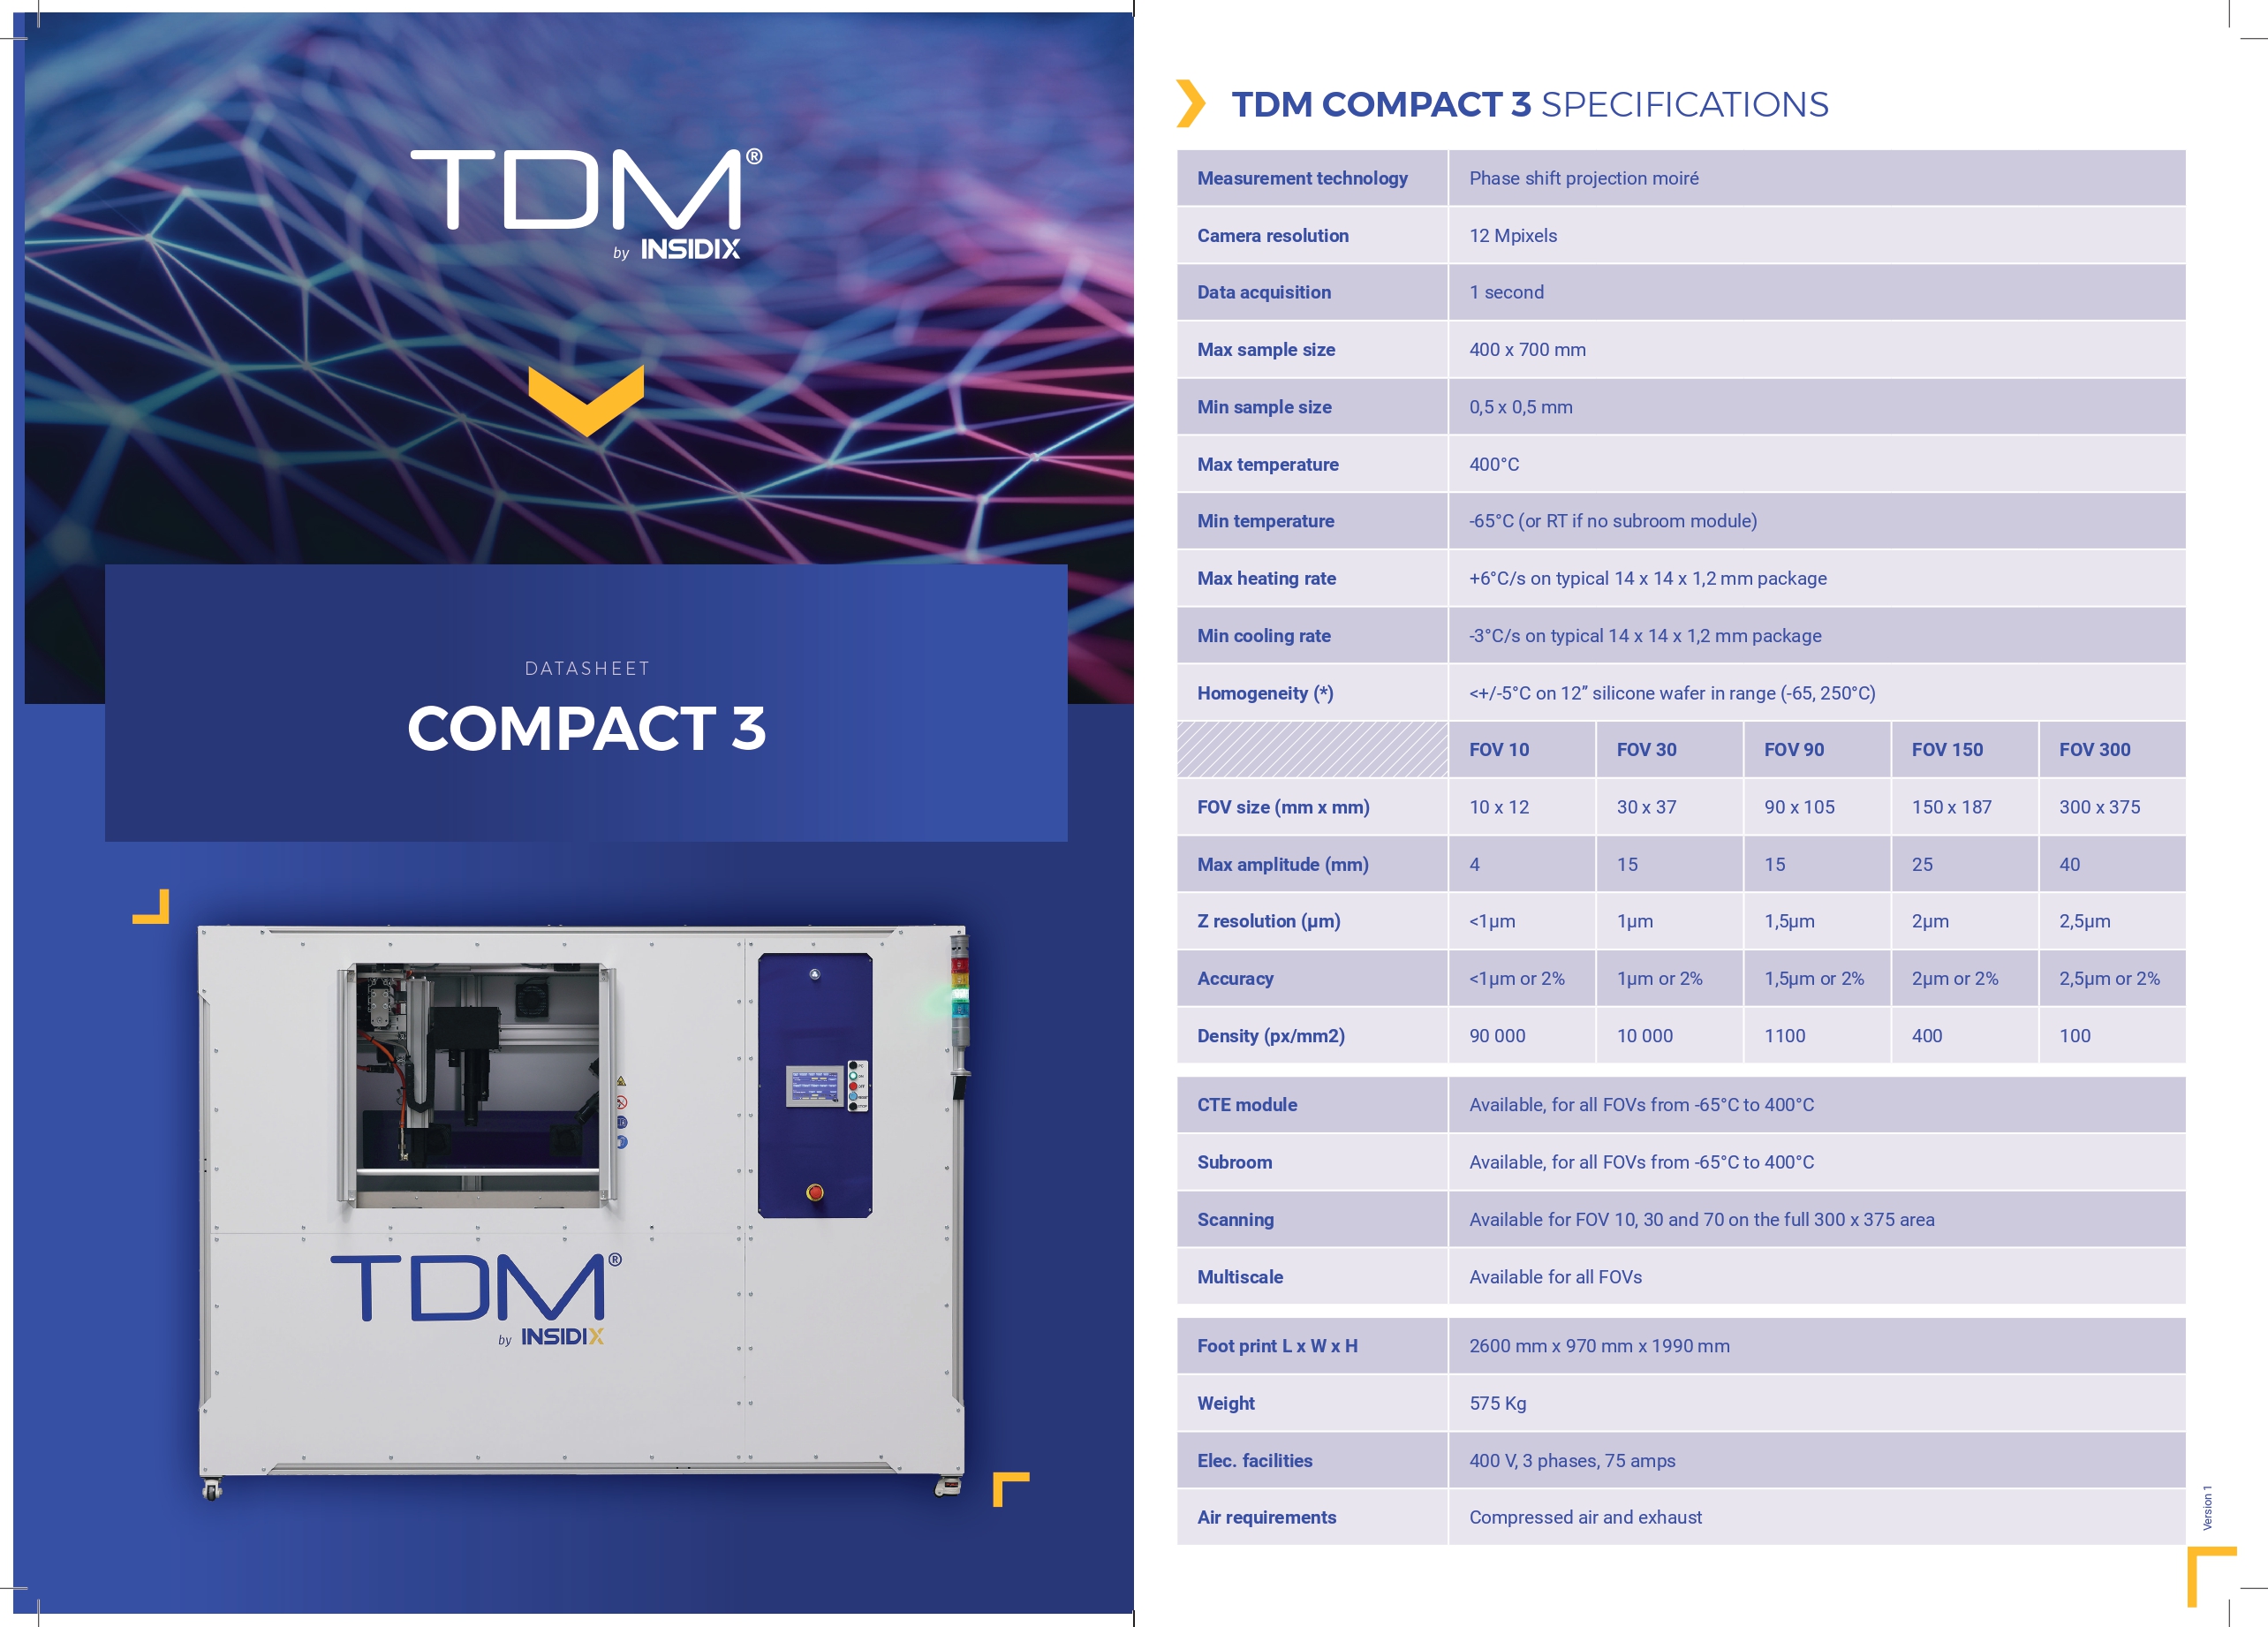 TDM®
by INSIDIX
DATASHEET
COMPACT 3
TDM®
by INSIDIX
TDM COMPACT 3 SPECIFICATIONS
Measurement technology Phase shift projection moiré
Camera resolution 12 Mpixels
Data acquisition 1 second
Max sample size 400 x 700 mm
Min sample size 0,5 x 0,5 mm
Max temperature 400°C
Min temperature -65°C (or RT if no subroom module)
Max heating rate +6°C/s on typical 14 x 14 x 1,2 mm package
Min cooling rate -3°C/s on typical 14 x 14 x 1,2 mm package
Homogeneity (*) <+/-5°C on 12” silicone wafer in range (-65, 250°C)
FOV 10 FOV 30 FOV 90 FOV 150 FOV 300
FOV size (mm x mm) 10 x 12 30 x 37 90 x 105 150 x 187 300 x 375
Max amplitude (mm) 4 15 15 25 40
Z resolution (µm) <1µm 1µm 1,5µm 2µm 2,5µm
Accuracy <1µm or 2% 1µm or 2% 1,5µm or 2% 2µm or 2% 2,5µm or 2%
Density (px/mm2) 90 000 10 000 1100 400 100
CTE module Available, for all FOVs from -65°C to 400°C
Subroom Available, for all FOVs from -65°C to 400°C
Scanning Available for FOV 10, 30 and 70 on the full 300 x 375 area
Multiscale Available for all FOVs
Foot print L x W x H 2600 mm x 970 mm x 1990 mm
Weight 575 Kg
Elec. facilities 400 V, 3 phases, 75 amps
Air requirements Compressed air and exhaust
Version 1